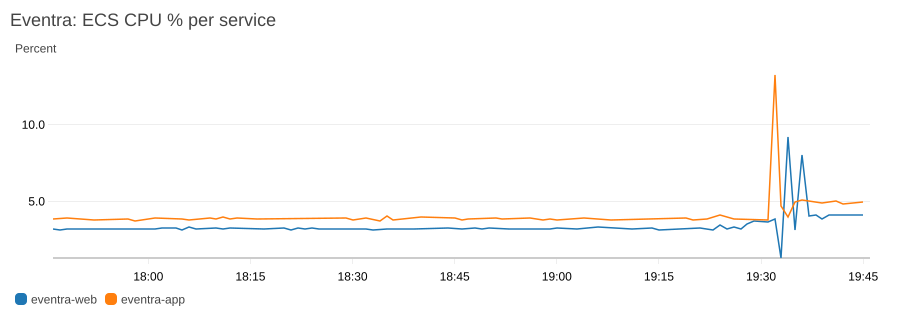 Eventra: ECS CPU % per service
Percent
10.0
5.0
18:00 18:15 18:30 18:45 19:00 19:15 19:30 19:45
eventra-web eventra-app